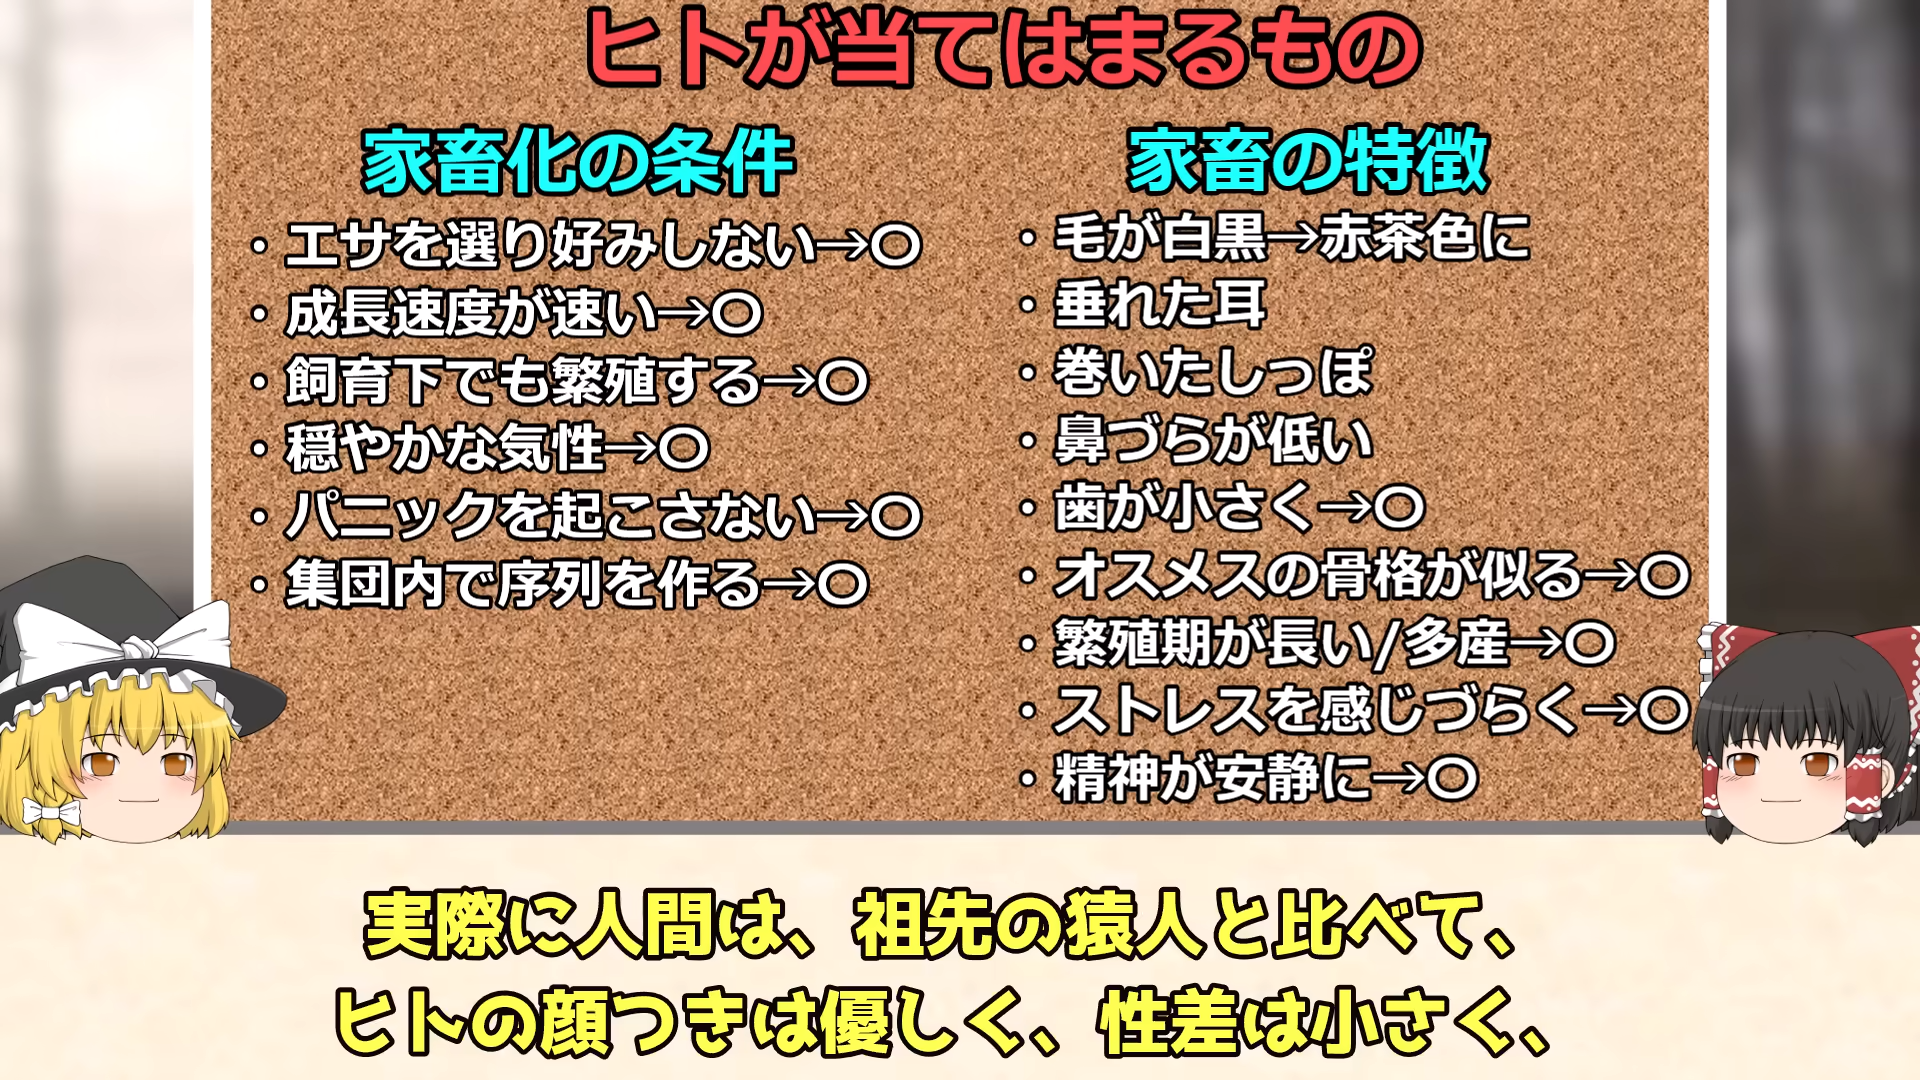 ヒトが当てはまるもの
家畜化の条件
・エサを選り好みしない→〇
・成長速度が速い→〇
・飼育下でも繁殖する→〇
・穏やかな気性→〇
・パニックを起こさない→〇
・集団内で序列を作る→〇
家畜の特徴
・毛が白黒→赤茶色に
・垂れた耳
・巻いたしっぽ
・鼻づらが低い
・歯が小さく→〇
・オスメスの骨格が似る→〇
・繁殖期が長い/多産→〇
・ストレスを感じづらく→〇
・精神が安静に→〇
実際に人間は、祖先の猿人と比べて、
ヒトの顔つきは優しく、性差は小さく、